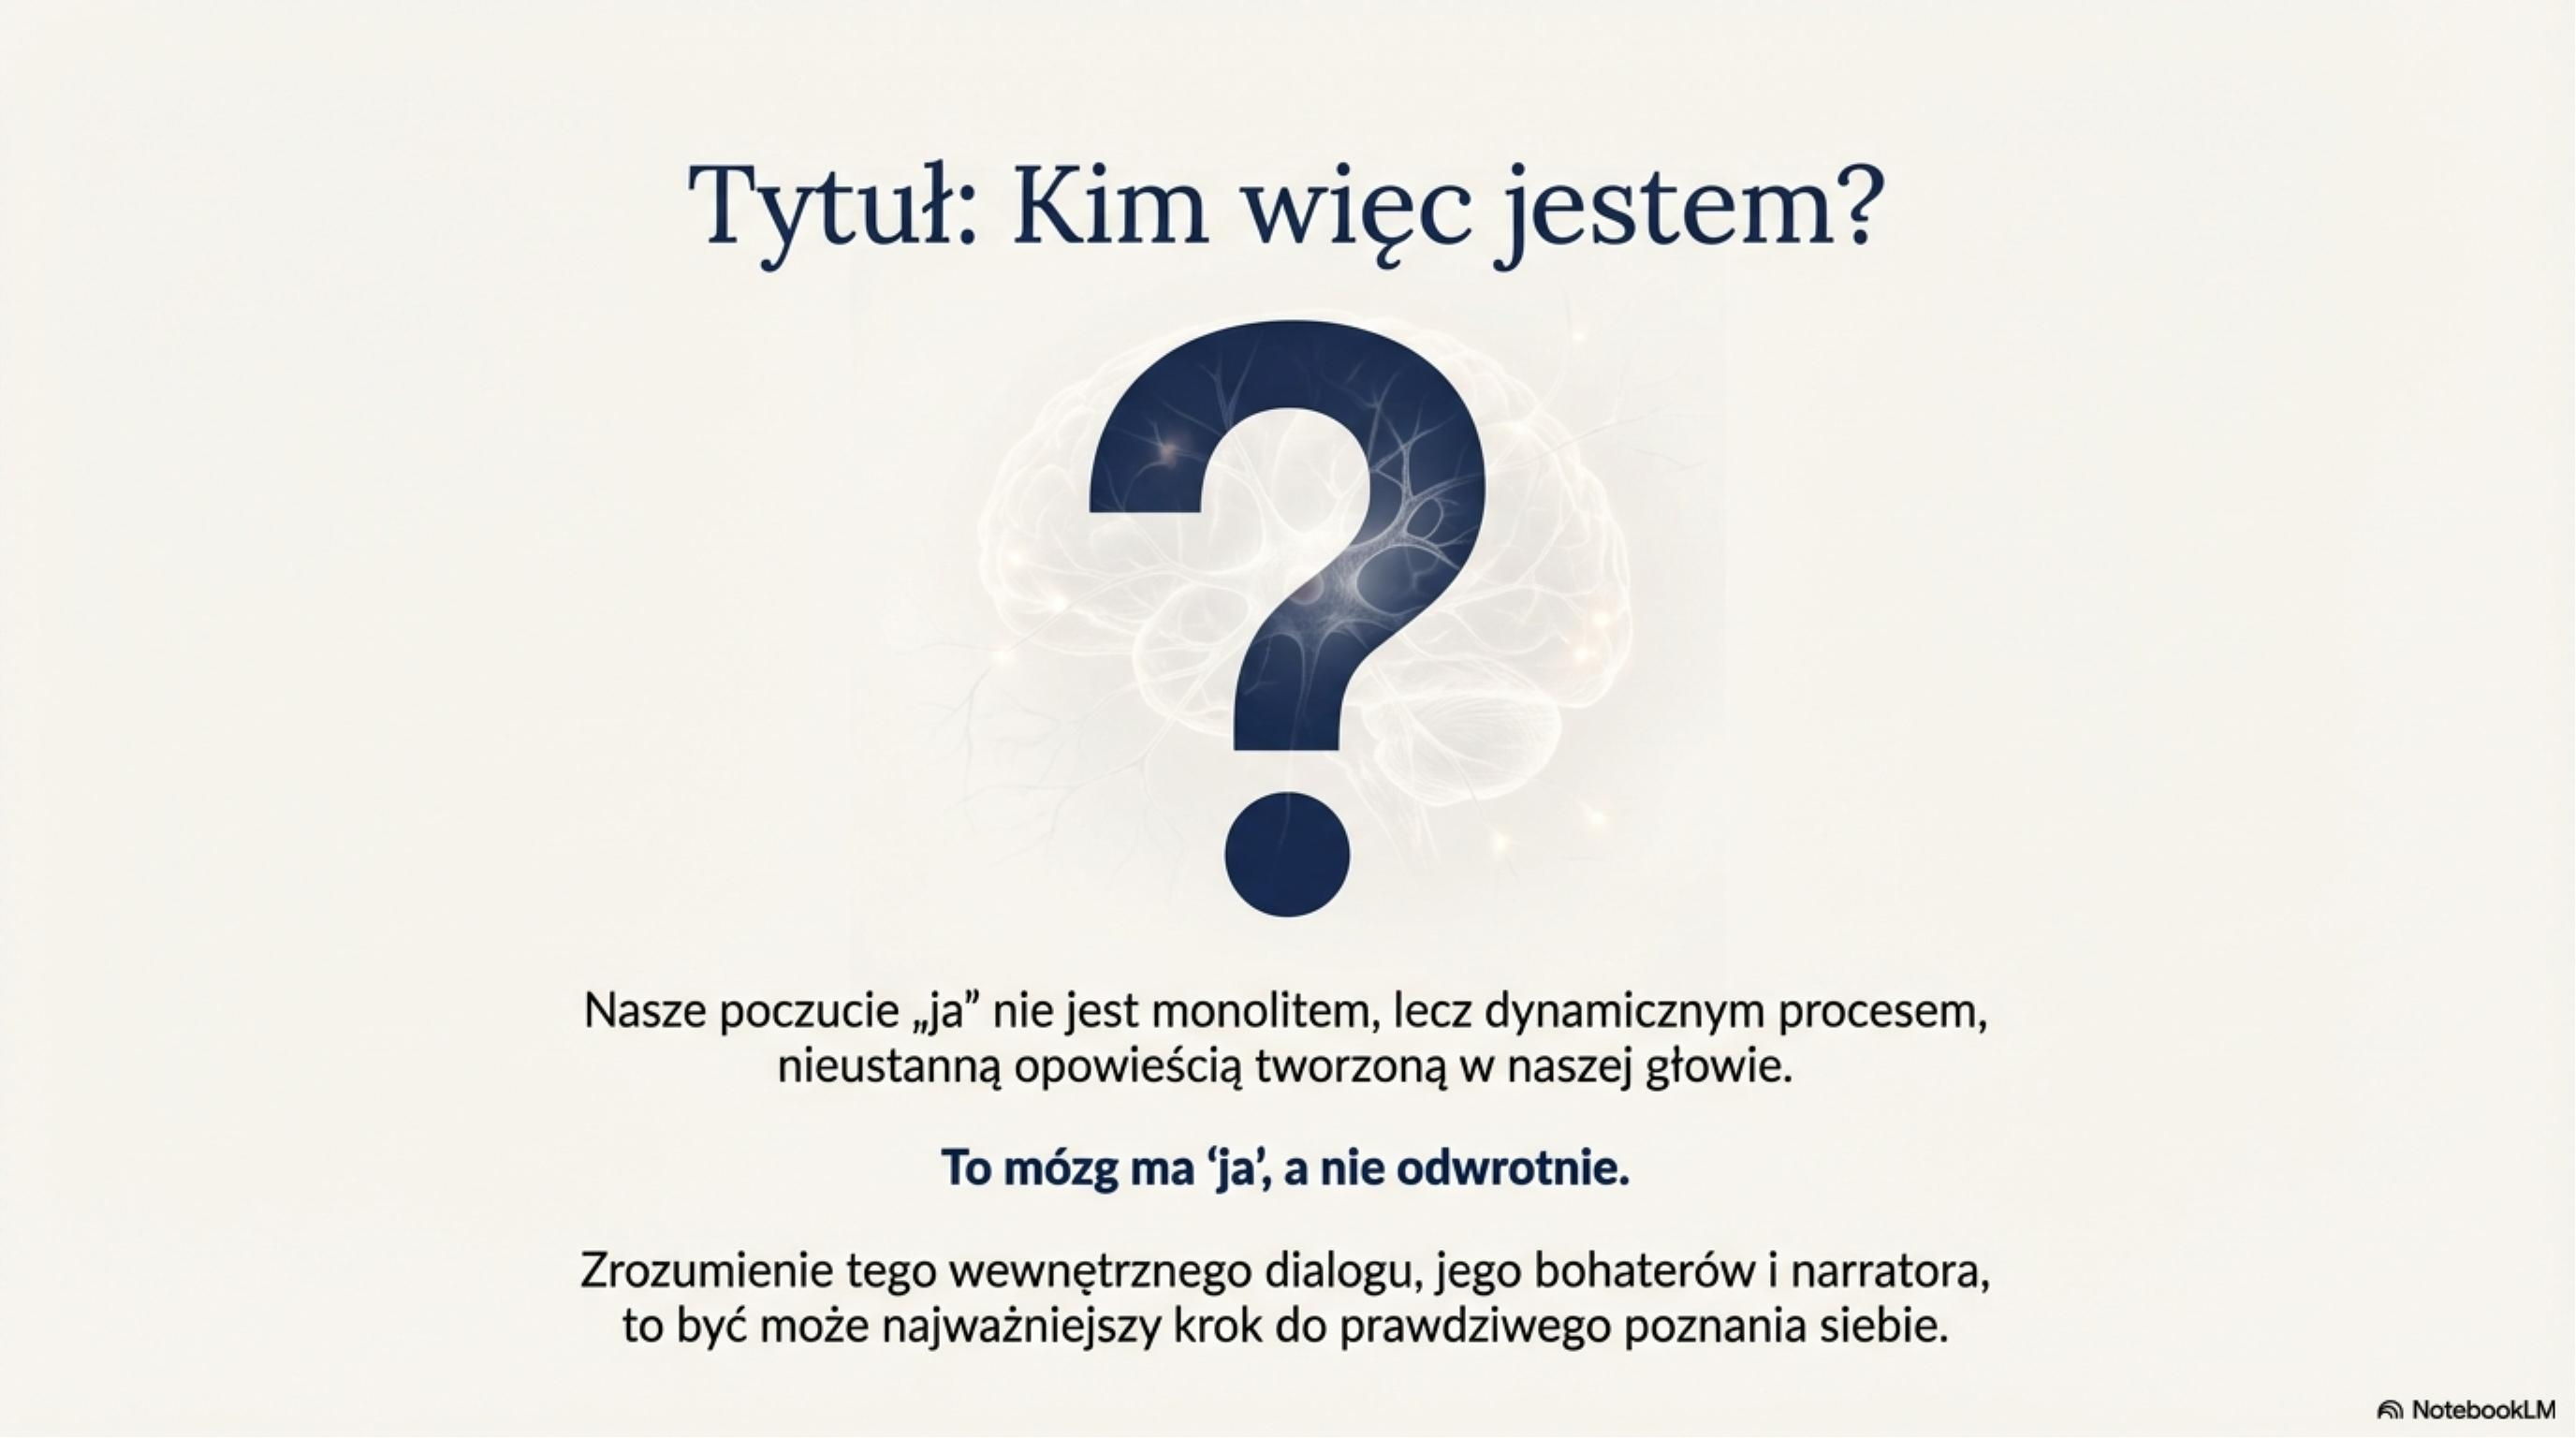 Tytuł: Kim więc jestem?
?
Nasze poczucie „ja” nie jest monolitem, lecz dynamicznym procesem,
nieustanną opowieścią tworzoną w naszej głowie.
To mózg ma ‘ja’, a nie odwrotnie.
Zrozumienie tego wewnętrznego dialogu, jego bohaterów i narratora,
to być może najważniejszy krok do prawdziwego poznania siebie.
NotebookLM